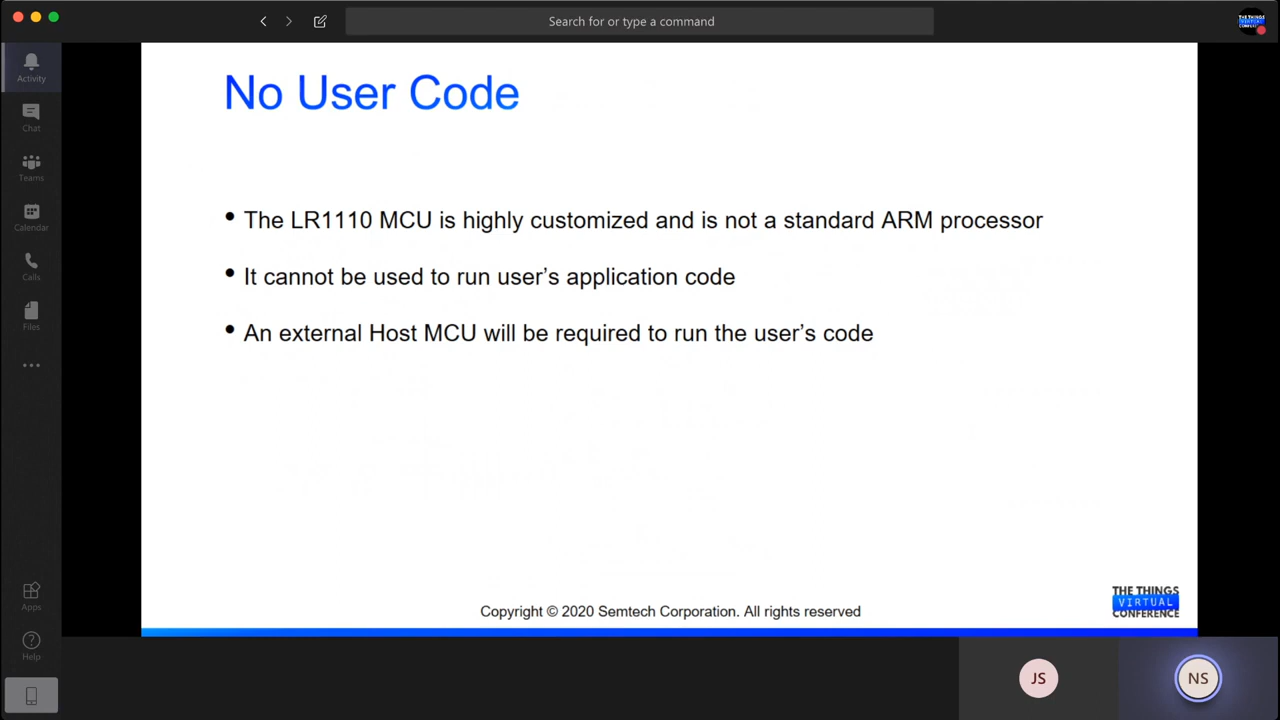 Search for or type a command
THE THINGS
VIRTUAL
Activity
Chat
Teams
Calendar
Calls
Files
Apps
Help
No User Code
• The LR1110 MCU is highly customized and is not a standard ARM processor
• It cannot be used to run user’s application code
• An external Host MCU will be required to run the user’s code
Copyright © 2020 Semtech Corporation. All rights reserved
THE THINGS
VIRTUAL
CONFERENCE
JS
NS